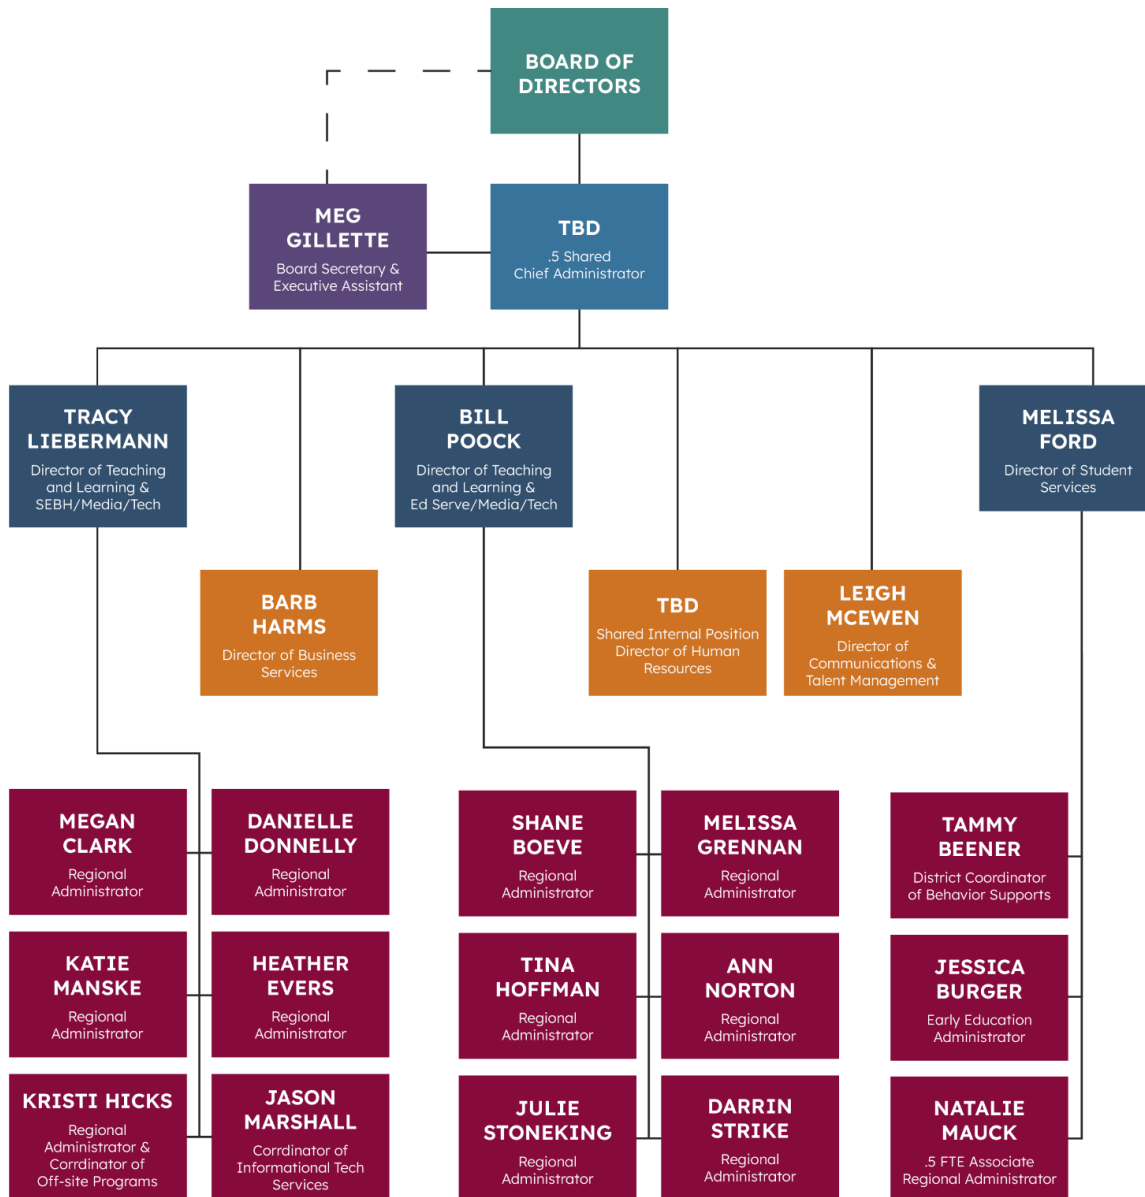 BOARD OF
DIRECTORS
MEG
GILLETTE
Board Secretary &
Executive Assistant
TBD
.5 Shared
Chief Administrator
TRACY
LIEBERMANN
Director of Teaching
and Learning &
SEBH/Media/Tech
BILL
POOCK
Director of Teaching
and Learning &
Ed Serve/Media/Tech
MELISSA
FORD
Director of Student
Services
BARB
HARMS
Director of Business
Services
TBD
Shared Internal Position
Director of Human
Resources
LEIGH
MCEWEN
Director of
Communications &
Talent Management
MEGAN
CLARK
Regional
Administrator
DANIELLE
DONNELLY
Regional
Administrator
SHANE
BOEVE
Regional
Administrator
MELISSA
GRENNAN
Regional
Administrator
TAMMY
BEENER
District Coordinator
of Behavior Supports
KATIE
MANSKE
Regional
Administrator
HEATHER
EVERS
Regional
Administrator
TINA
HOFFMAN
Regional
Administrator
ANN
NORTON
Regional
Administrator
JESSICA
BURGER
Early Education
Administrator
KRISTI HICKS
Regional
Administrator &
Corrdinator of
Off-site Programs
JASON
MARSHALL
Corrdinator of
Informational Tech
Services
JULIE
STONEKING
Regional
Administrator
DARRIN
STRIKE
Regional
Administrator
NATALIE
MAUCK
.5 FTE Associate
Regional Administrator